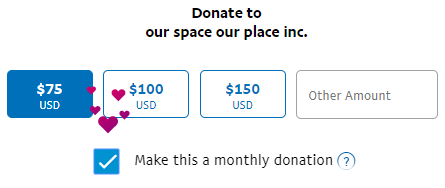 Donate to
our space our place inc.
$75 $100 $150
USD USD USD
Other Amount
Make this a monthly donation ?